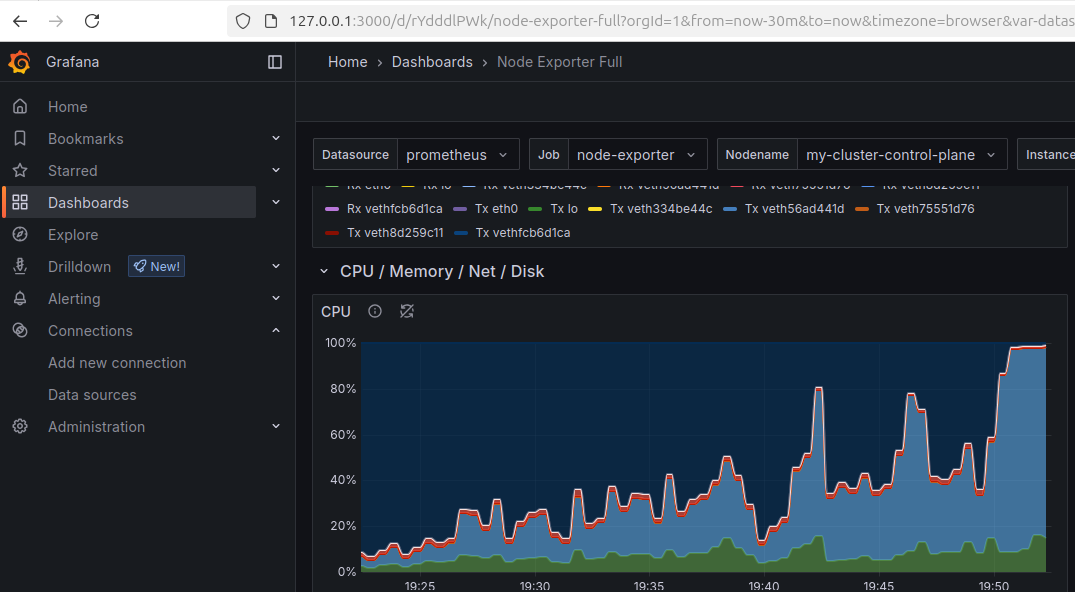 127.0.0.1:3000/d/rYdddlPWk/node-exporter-full?orgId=1&from=now-30m&to=now&timezone=browser&var-datas
Grafana
Home › Dashboards › Node Exporter Full
Home
Bookmarks
Starred
Dashboards
Explore
Drilldown New!
Alerting
Connections
Add new connection
Data sources
Administration
Datasource prometheus Job node-exporter Nodename my-cluster-control-plane Instance
Rx eth0 Rx lo Rx veth334be44c Rx veth56ad441d Rx veth75551d76 Rx veth8d259c11
Rx vethfcb6d1ca Tx eth0 Tx lo Tx veth334be44c Tx veth56ad441d Tx veth75551d76
Tx veth8d259c11 Tx vethfcb6d1ca
CPU / Memory / Net / Disk
CPU
100%
80%
60%
40%
20%
0%
19:25 19:30 19:35 19:40 19:45 19:50